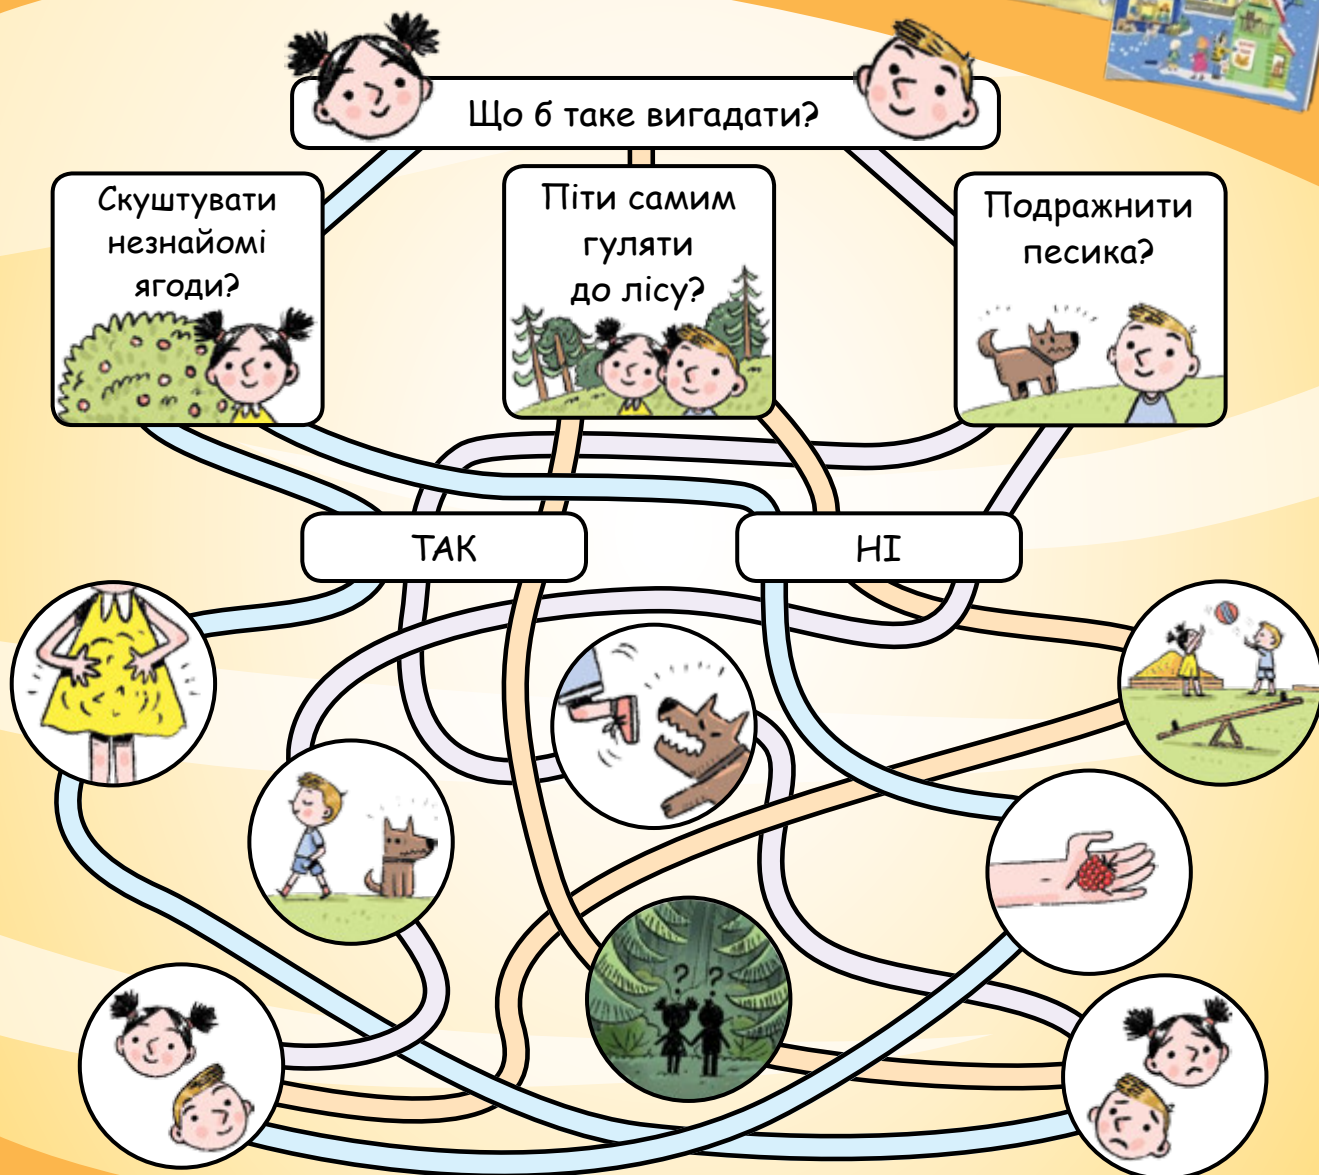 Що б таке вигадати?
Скуштувати
незнайомі
ягоди?
Піти самим
гуляти
до лісу?
Подражнити
песика?
ТАК
НІ
? ?